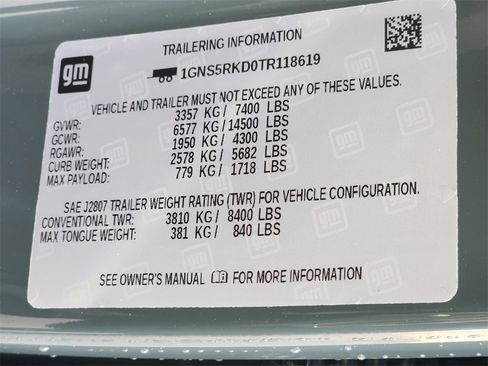 TRAILERING INFORMATION
gm
1GNS5RKD0TR118619
VEHICLE AND TRAILER MUST NOT EXCEED ANY OF THESE VALUES.
GVWR: 3357 KG / 7400 LBS
GCWR: 6577 KG/14500 LBS
RGAWR: 1950 KG / 4300 LBS
CURB WEIGHT: 2578 KG / 5682 LBS
MAX PAYLOAD: 779 KG / 1718 LBS
SAE J2807 TRAILER WEIGHT RATING (TWR) FOR VEHICLE CONFIGURATION.
CONVENTIONAL TWR: 3810 KG / 8400 LBS
MAX TONGUE WEIGHT: 381 KG / 840 LBS
SEE OWNER'S MANUAL FOR MORE INFORMATION